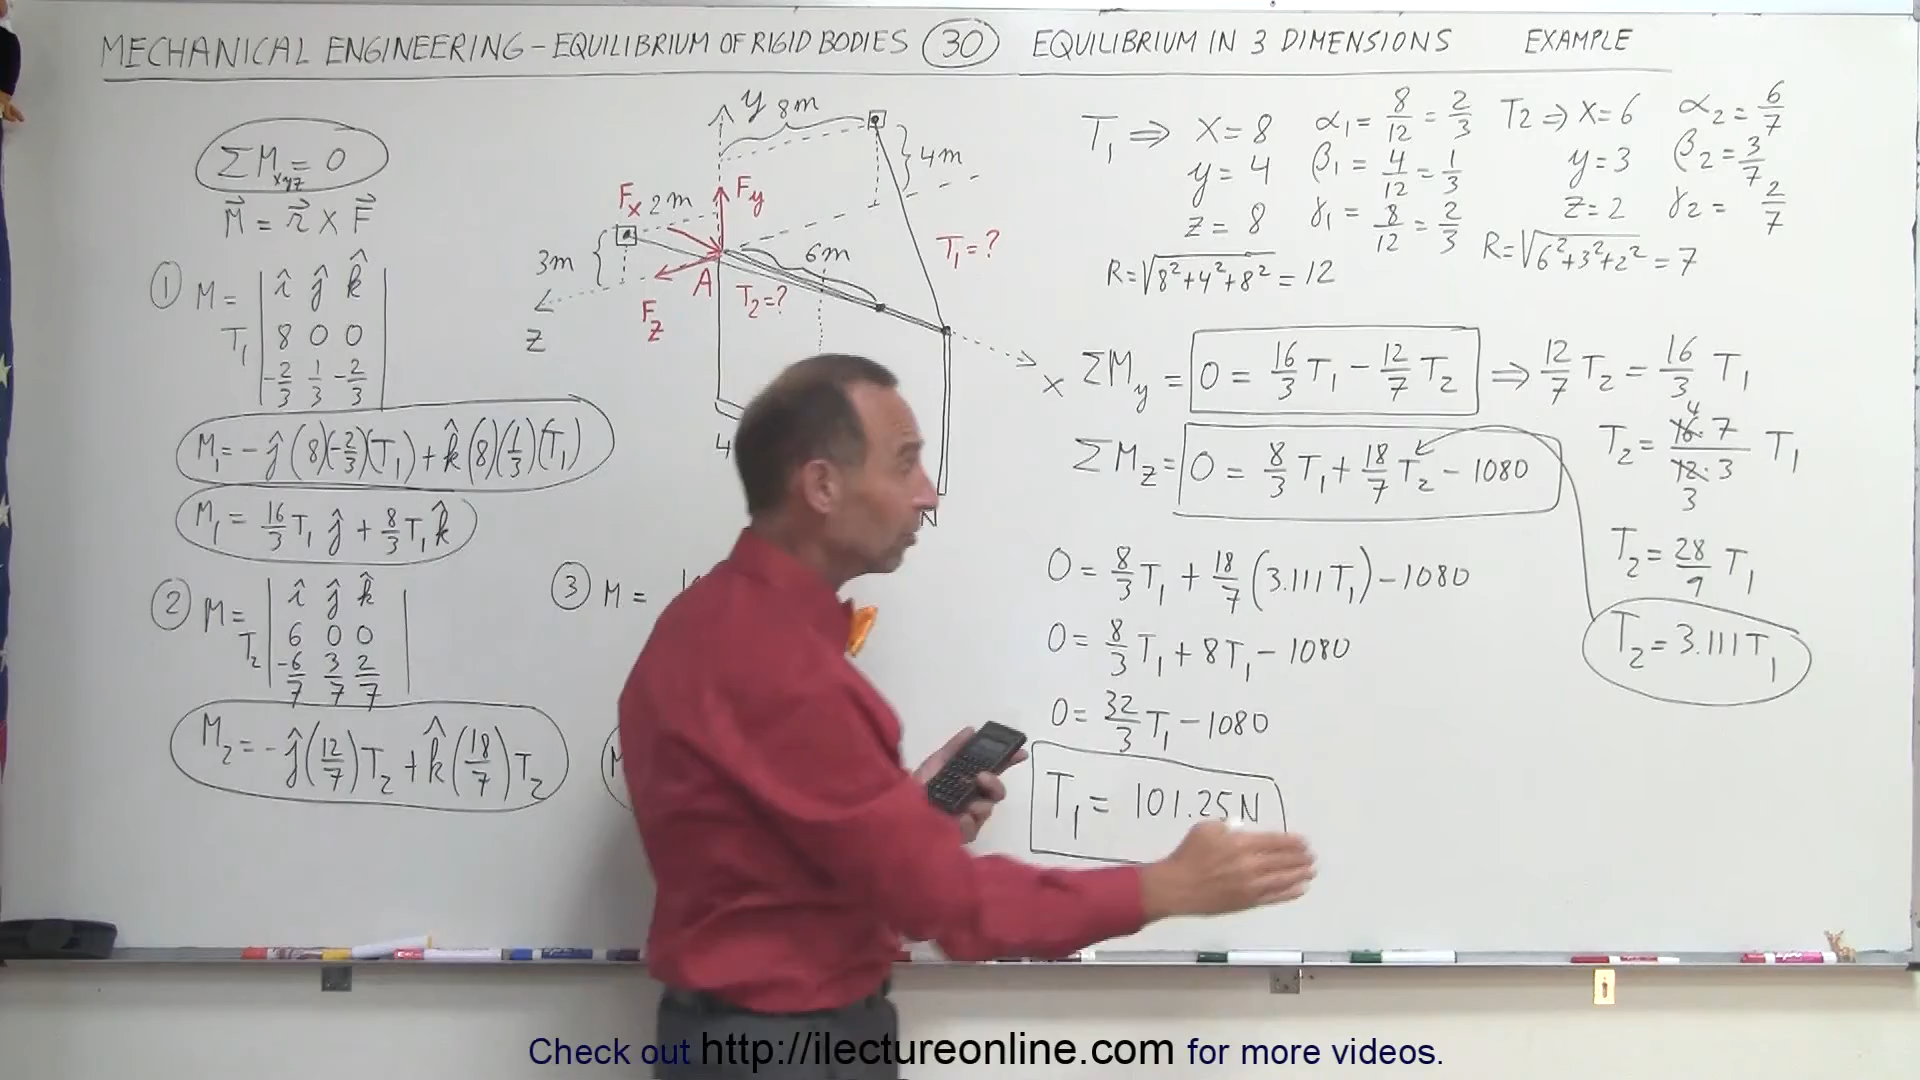 MECHANICAL ENGINEERING – EQUILIBRIUM OF RIGID BODIES (30) EQUILIBRIUM IN 3 DIMENSIONS EXAMPLE
ΣM_xyz = 0
M⃗ = r⃗ × F⃗
① M = | î ĵ k̂ |
T₁ | 8 0 0 |
| -2/3 1/3 -2/3 |
M₁ = -ĵ(8)(-2/3)(T₁) + k̂(8)(1/3)(T₁)
M₁ = 16/3 T₁ ĵ + 8/3 T₁ k̂
② M = | î ĵ k̂ |
T₂ | 6 0 0 |
| -6/7 3/7 2/7 |
M₂ = -ĵ(12/7)T₂ + k̂(18/7)T₂
y
8m
4m
Fx
2m
Fy
3m
6m
T₁=?
A
T₂=?
Fz
z
x
4
N
③ M =
M
T₁ ⇒ x=8
y=4
z=8
R=√(8²+4²+8²) = 12
α₁= 8/12 = 2/3
β₁= 4/12 = 1/3
γ₁= 8/12 = 2/3
T₂ ⇒ x=6
y=3
z=2
R=√(6²+3²+2²) = 7
α₂= 6/7
β₂= 3/7
γ₂= 2/7
ΣMy = 0 = 16/3 T₁ - 12/7 T₂ ⇒ 12/7 T₂ = 16/3 T₁
ΣMz = 0 = 8/3 T₁ + 18/7 T₂ - 1080
0 = 8/3 T₁ + 18/7 (3.111T₁) - 1080
0 = 8/3 T₁ + 8T₁ - 1080
0 = 32/3 T₁ - 1080
T₁ = 101.25N
4
T₂ = 16·7/12·3 T₁
3
T₂ = 28/9 T₁
T₂ = 3.111T₁
Check out http://ilectureonline.com for more videos.